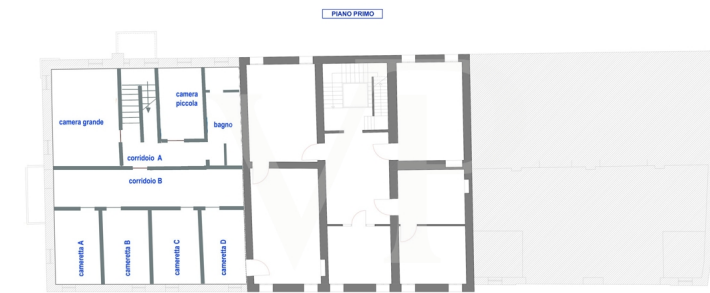 PIANO PRIMO
camera
piccola
camera grande
bagno
corridoio A
corridoio B
cameretta A
cameretta B
cameretta C
cameretta D